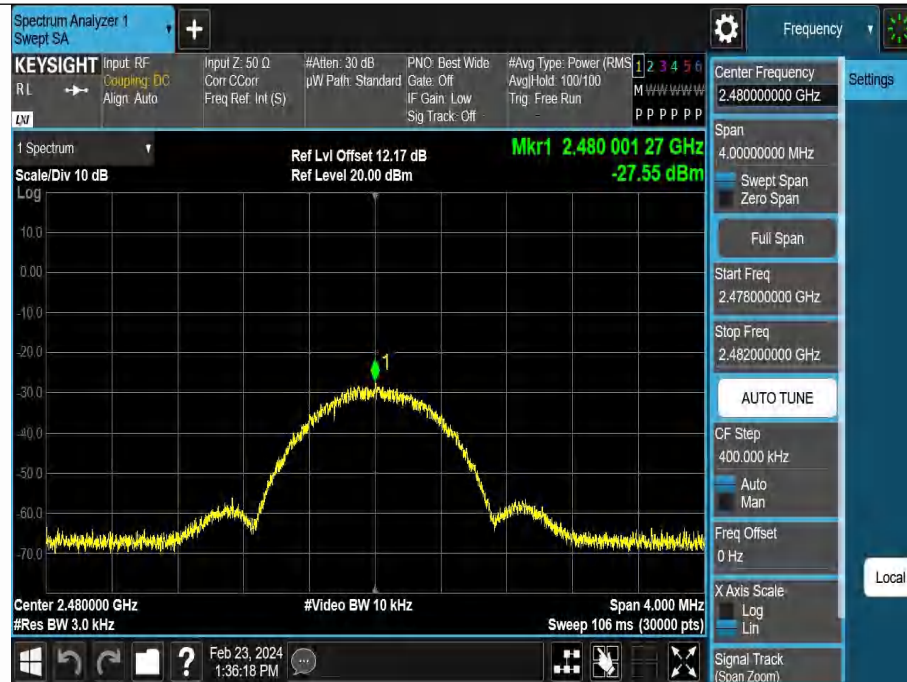 Spectrum Analyzer 1
Swept SA
+
Frequency
KEYSIGHT
RL
LXI
Input: RF
Coupling: DC
Align: Auto
Input Z: 50 Ω
Corr CCorr
Freq Ref: Int (S)
#Atten: 30 dB
µW Path: Standard
PNO: Best Wide
Gate: Off
IF Gain: Low
Sig Track: Off
#Avg Type: Power (RMS
Avg|Hold: 100/100
Trig: Free Run
1 2 3 4 5 6
M W W W W W
P P P P P P
1 Spectrum
Scale/Div 10 dB
Ref Lvl Offset 12.17 dB
Ref Level 20.00 dBm
Mkr1 2.480 001 27 GHz
-27.55 dBm
Log
10.0
0.00
-10.0
-20.0
-30.0
-40.0
-50.0
-60.0
-70.0
1
Center 2.480000 GHz
#Res BW 3.0 kHz
#Video BW 10 kHz
Span 4.000 MHz
Sweep 106 ms (30000 pts)
Feb 23, 2024
1:36:18 PM
?
Center Frequency
2.480000000 GHz
Span
4.00000000 MHz
Swept Span
Zero Span
Full Span
Start Freq
2.478000000 GHz
Stop Freq
2.482000000 GHz
AUTO TUNE
CF Step
400.000 kHz
Auto
Man
Freq Offset
0 Hz
X Axis Scale
Log
Lin
Signal Track
(Span Zoom)
Settings
Local